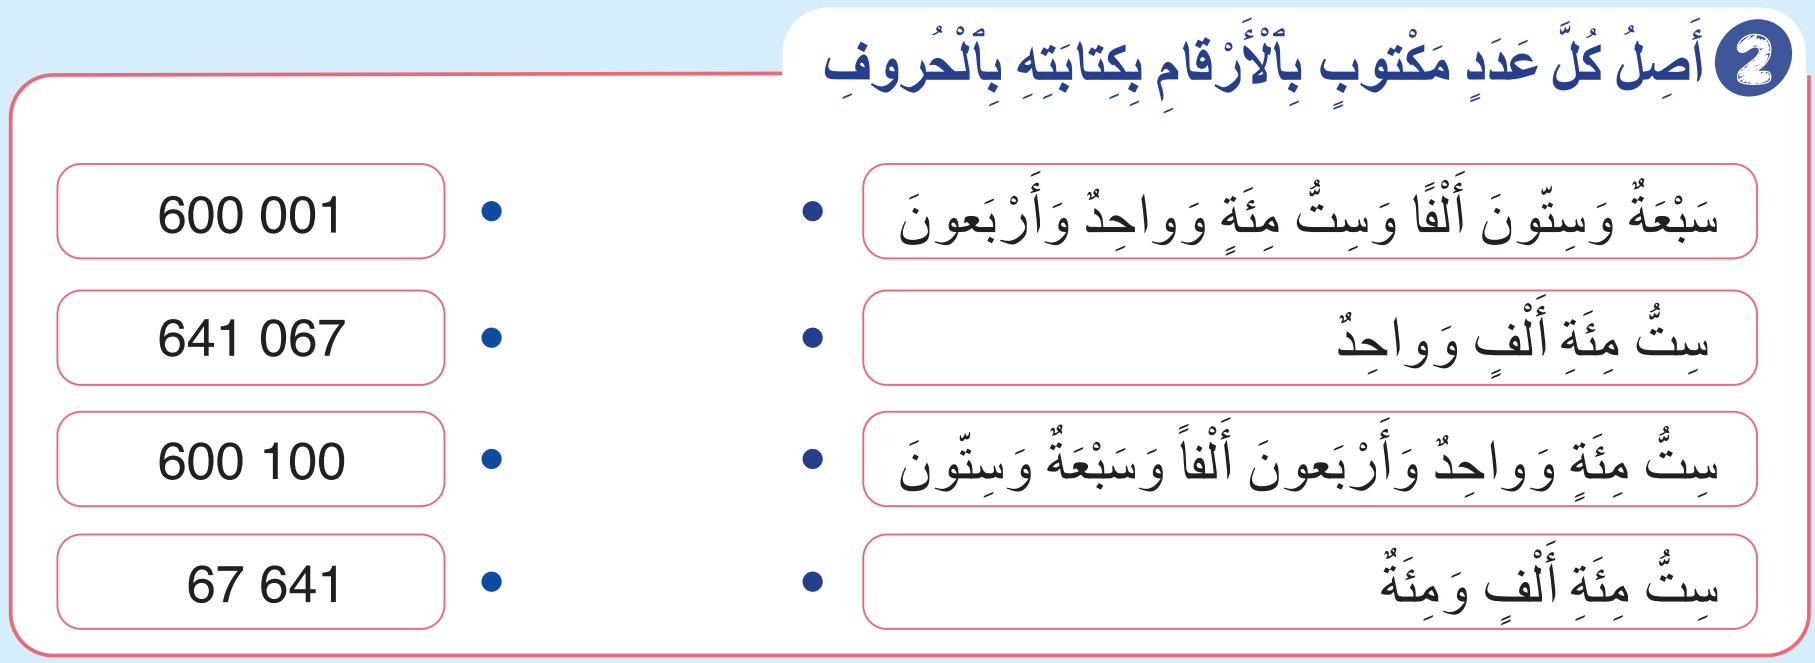 2 أَصِلُ كُلَّ عَدَدٍ مَكْتوبٍ بِٱلْأَرْقامِ بِكِتابَتِهِ بِٱلْحُروفِ
سَبْعَةٌ وَسِتّونَ أَلْفًا وَسِتُّ مِئَةٍ وَواحِدٌ وَأَرْبَعونَ
600 001
سِتُّ مِئَةِ أَلْفٍ وَواحِدٌ
641 067
سِتُّ مِئَةٍ وَواحِدٌ وَأَرْبَعونَ أَلْفاً وَسَبْعَةٌ وَسِتّونَ
600 100
سِتُّ مِئَةِ أَلْفٍ وَمِئَةٌ
67 641